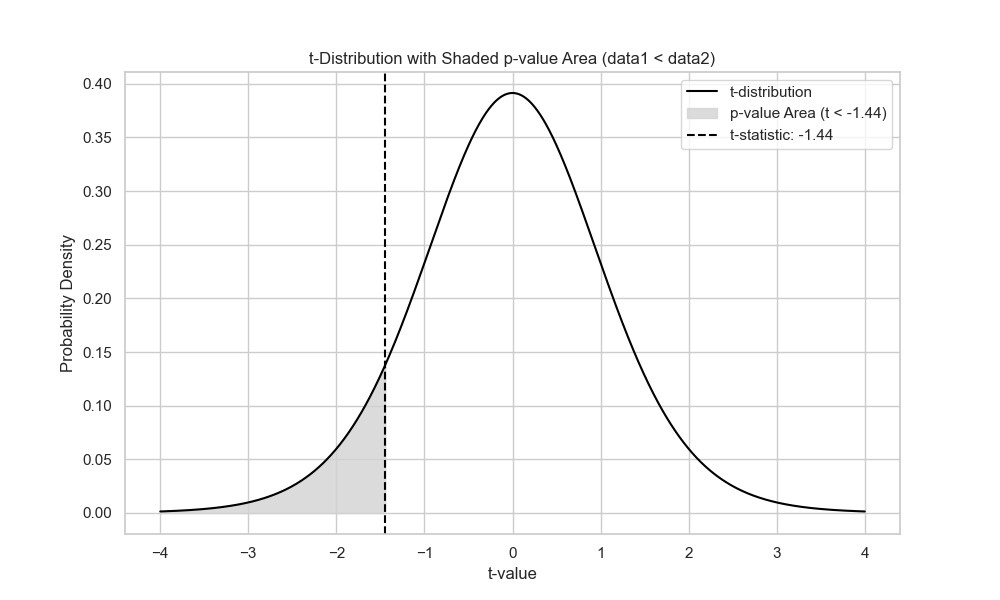 t-Distribution with Shaded p-value Area (data1 < data2)
t-distribution
p-value Area (t < -1.44)
t-statistic: -1.44
Probability Density
0.40
0.35
0.30
0.25
0.20
0.15
0.10
0.05
0.00
−4 −3 −2 −1 0 1 2 3 4
t-value